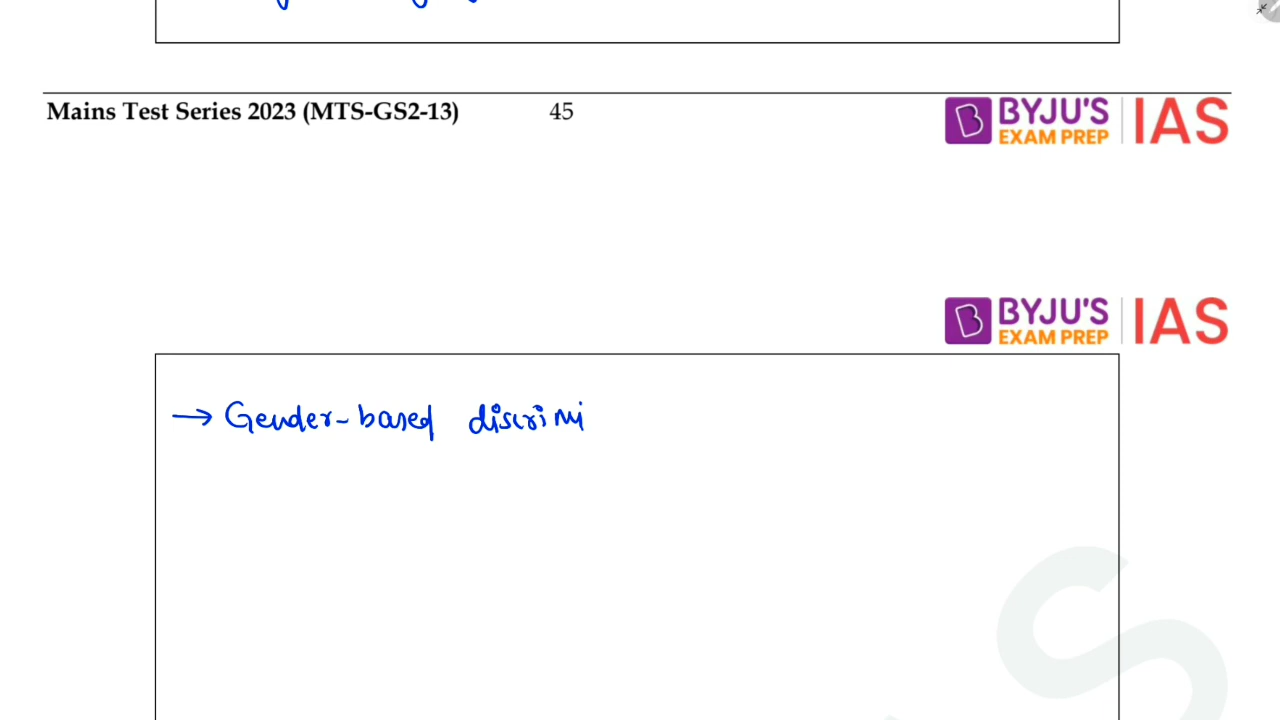 Mains Test Series 2023 (MTS-GS2-13) 45
BYJU'S EXAM PREP IAS
BYJU'S EXAM PREP IAS
→ Gender-based discrimi